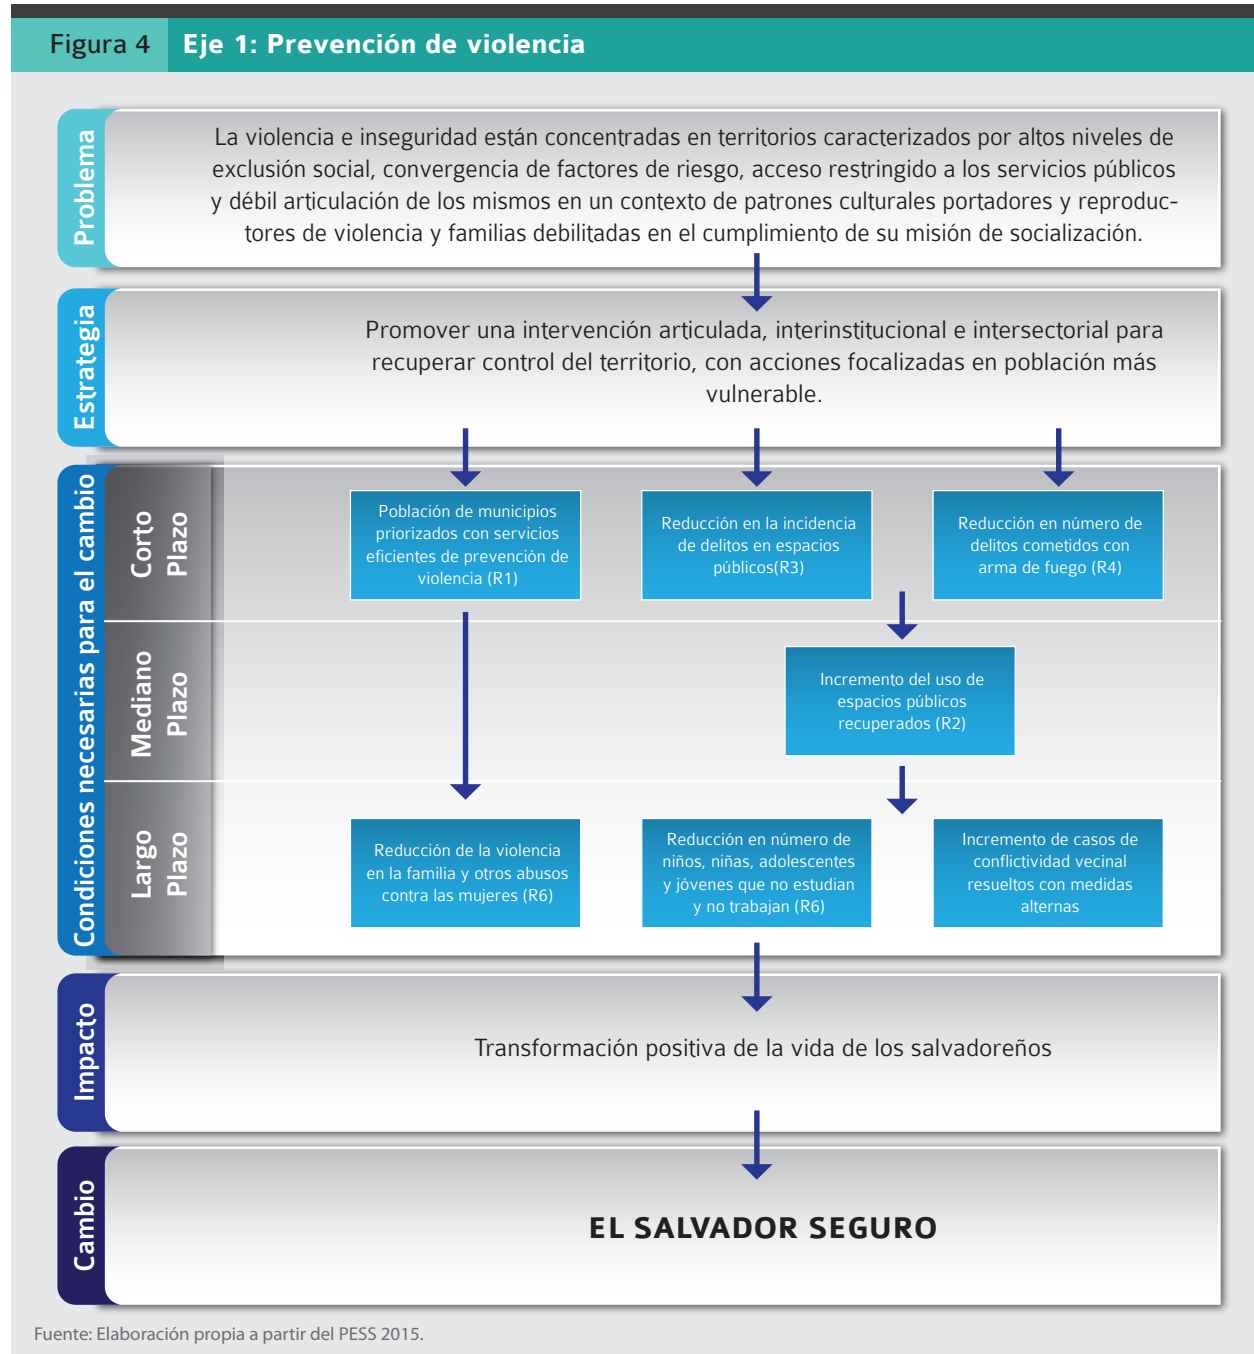 Figura 4 Eje 1: Prevención de violencia
Problema
La violencia e inseguridad están concentradas en territorios caracterizados por altos niveles de
exclusión social, convergencia de factores de riesgo, acceso restringido a los servicios públicos
y débil articulación de los mismos en un contexto de patrones culturales portadores y reproduc-
tores de violencia y familias debilitadas en el cumplimiento de su misión de socialización.
Estrategia
Promover una intervención articulada, interinstitucional e intersectorial para
recuperar control del territorio, con acciones focalizadas en población más
vulnerable.
Condiciones necesarias para el cambio
Corto
Plazo
Población de municipios
priorizados con servicios
eficientes de prevención de
violencia (R1)
Reducción en la incidencia
de delitos en espacios
públicos(R3)
Reducción en número de
delitos cometidos con
arma de fuego (R4)
Mediano
Plazo
Incremento del uso de
espacios públicos
recuperados (R2)
Largo
Plazo
Reducción de la violencia
en la familia y otros abusos
contra las mujeres (R6)
Reducción en número de
niños, niñas, adolescentes
y jóvenes que no estudian
y no trabajan (R6)
Incremento de casos de
conflictividad vecinal
resueltos con medidas
alternas
Impacto
Transformación positiva de la vida de los salvadoreños
Cambio
EL SALVADOR SEGURO
Fuente: Elaboración propia a partir del PESS 2015.